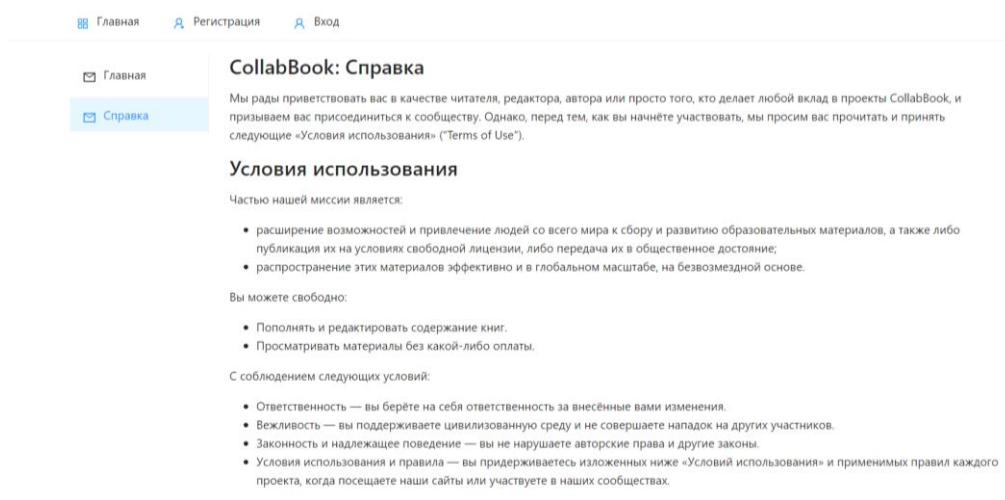 Главная Регистрация Вход
Главная
Справка
CollabBook: Справка
Мы рады приветствовать вас в качестве читателя, редактора, автора или просто того, кто делает любой вклад в проекты CollabBook, и
призываем вас присоединиться к сообществу. Однако, перед тем, как вы начнёте участвовать, мы просим вас прочитать и принять
следующие «Условия использования» ("Terms of Use").
Условия использования
Частью нашей миссии является:
• расширение возможностей и привлечение людей со всего мира к сбору и развитию образовательных материалов, а также либо
публикация их на условиях свободной лицензии, либо передача их в общественное достояние;
• распространение этих материалов эффективно и в глобальном масштабе, на безвозмездной основе.
Вы можете свободно:
• Пополнять и редактировать содержание книг.
• Просматривать материалы без какой-либо оплаты.
С соблюдением следующих условий:
• Ответственность — вы берёте на себя ответственность за внесённые вами изменения.
• Вежливость — вы поддерживаете цивилизованную среду и не совершаете нападок на других участников.
• Законность и надлежащее поведение — вы не нарушаете авторские права и другие законы.
• Условия использования и правила — вы придерживаетесь изложенных ниже «Условий использования» и применимых правил каждого
проекта, когда посещаете наши сайты или участвуете в наших сообществах.